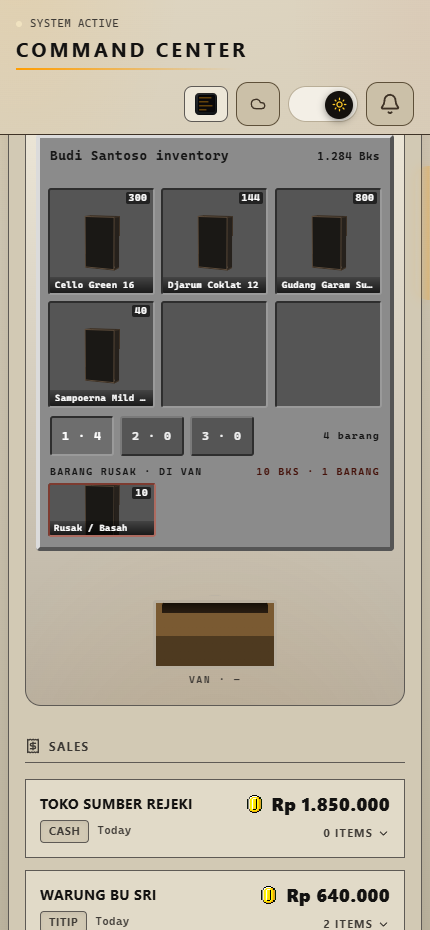 SYSTEM ACTIVE
COMMAND CENTER
Budi Santoso inventory 1.284 Bks
300 144 800
Cello Green 16 Djarum Coklat 12 Gudang Garam Su…
40
Sampoerna Mild …
1 · 4 2 · 0 3 · 0 4 barang
BARANG RUSAK · DI VAN 10 BKS · 1 BARANG
10
Rusak / Basah
VAN · —
SALES
TOKO SUMBER REJEKI Rp 1.850.000
CASH Today 0 ITEMS
WARUNG BU SRI Rp 640.000
TITIP Today 2 ITEMS